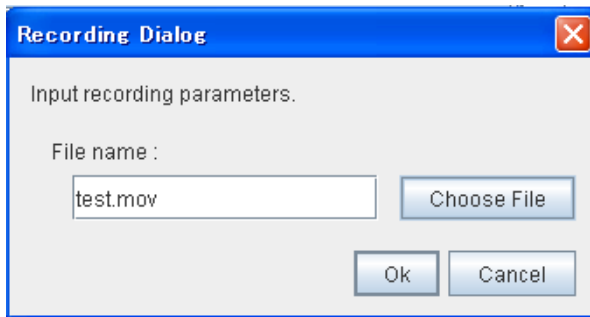 Recording Dialog
Input recording parameters.
File name :
test.mov
Choose File
Ok
Cancel